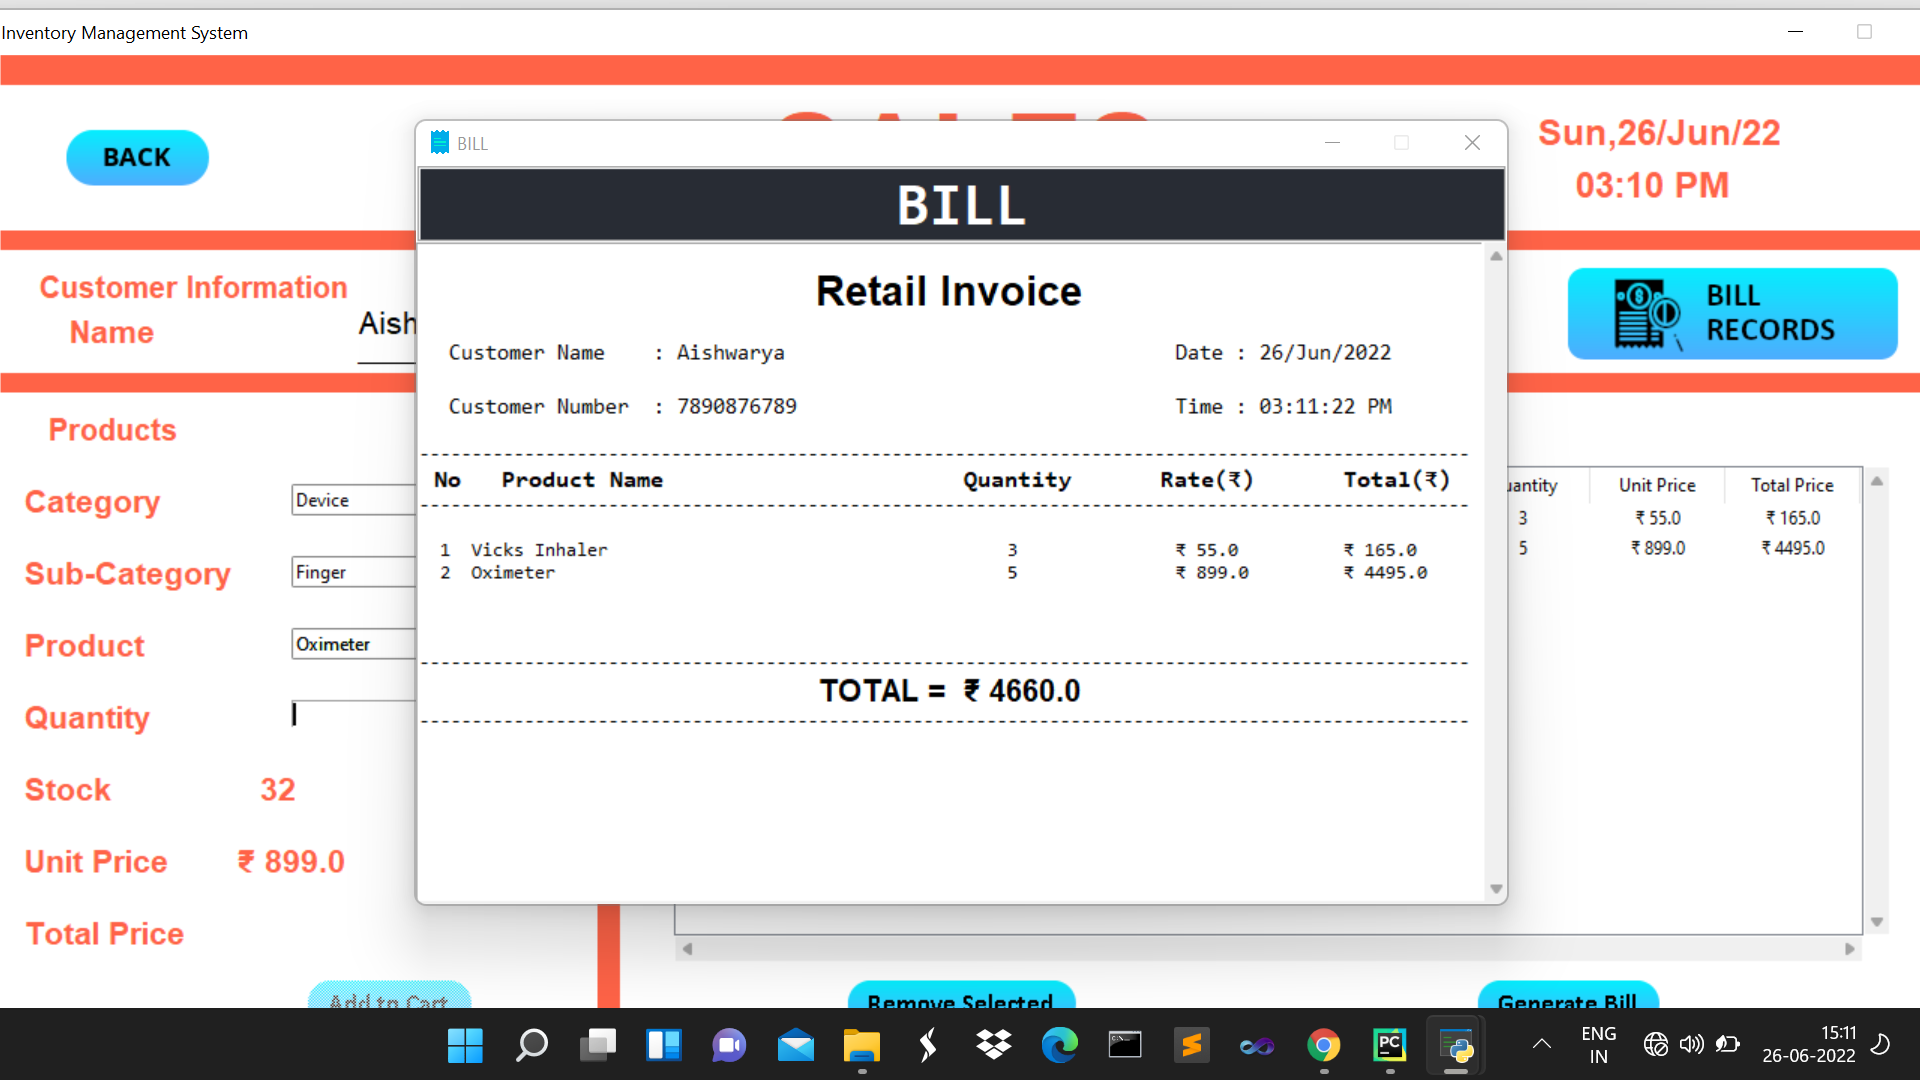 Inventory Management System
BACK
Sun,26/Jun/22
03:10 PM
BILL
BILL
Retail Invoice
Customer Name : Aishwarya Date : 26/Jun/2022
Customer Number : 7890876789 Time : 03:11:22 PM
No Product Name Quantity Rate(₹) Total(₹)
1 Vicks Inhaler 3 ₹ 55.0 ₹ 165.0
2 Oximeter 5 ₹ 899.0 ₹ 4495.0
TOTAL = ₹ 4660.0
Customer Information
Name Aish
BILL
RECORDS
Products
Category Device
Sub-Category Finger
Product Oximeter
Quantity
Stock 32
Unit Price ₹ 899.0
Total Price
Add to Cart
uantity Unit Price Total Price
3 ₹ 55.0 ₹ 165.0
5 ₹ 899.0 ₹ 4495.0
Remove Selected
Generate Bill
PC
ENG
IN
15:11
26-06-2022